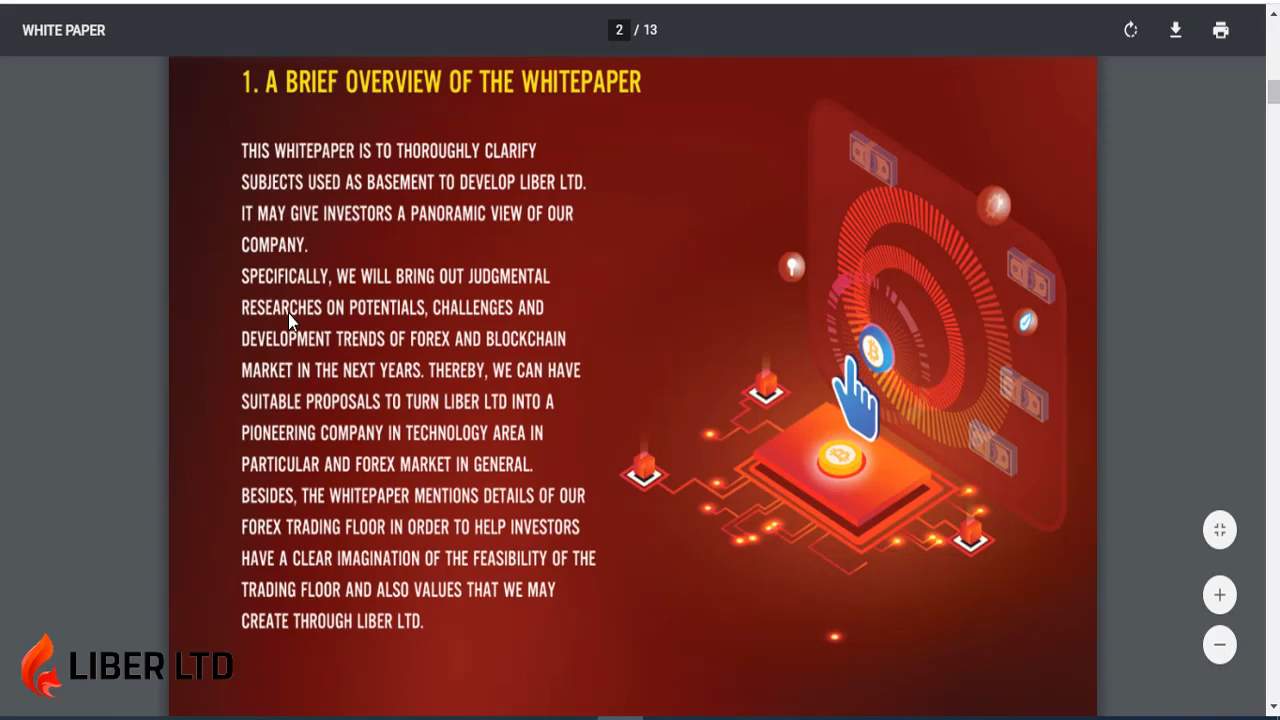 WHITE PAPER
2 / 13
1. A BRIEF OVERVIEW OF THE WHITEPAPER
THIS WHITEPAPER IS TO THOROUGHLY CLARIFY
SUBJECTS USED AS BASEMENT TO DEVELOP LIBER LTD.
IT MAY GIVE INVESTORS A PANORAMIC VIEW OF OUR
COMPANY.
SPECIFICALLY, WE WILL BRING OUT JUDGMENTAL
RESEARCHES ON POTENTIALS, CHALLENGES AND
DEVELOPMENT TRENDS OF FOREX AND BLOCKCHAIN
MARKET IN THE NEXT YEARS. THEREBY, WE CAN HAVE
SUITABLE PROPOSALS TO TURN LIBER LTD INTO A
PIONEERING COMPANY IN TECHNOLOGY AREA IN
PARTICULAR AND FOREX MARKET IN GENERAL.
BESIDES, THE WHITEPAPER MENTIONS DETAILS OF OUR
FOREX TRADING FLOOR IN ORDER TO HELP INVESTORS
HAVE A CLEAR IMAGINATION OF THE FEASIBILITY OF THE
TRADING FLOOR AND ALSO VALUES THAT WE MAY
CREATE THROUGH LIBER LTD.
LIBER LTD